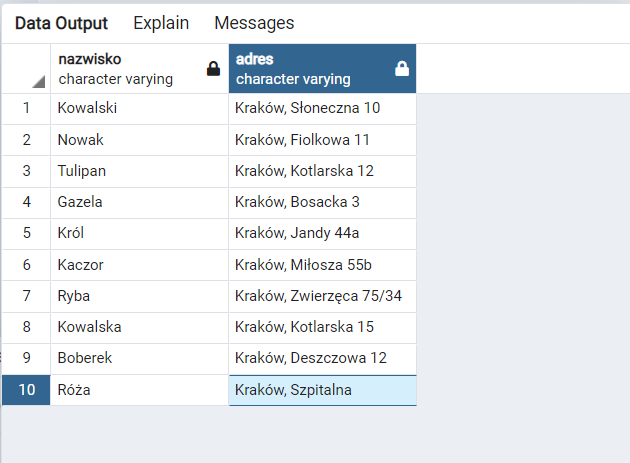 Data Output Explain Messages
nazwisko adres
character varying character varying
1 Kowalski Kraków, Słoneczna 10
2 Nowak Kraków, Fiolkowa 11
3 Tulipan Kraków, Kotlarska 12
4 Gazela Kraków, Bosacka 3
5 Król Kraków, Jandy 44a
6 Kaczor Kraków, Miłosza 55b
7 Ryba Kraków, Zwierzęca 75/34
8 Kowalska Kraków, Kotlarska 15
9 Boberek Kraków, Deszczowa 12
10 Róża Kraków, Szpitalna